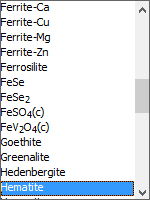 Ferrite-Ca
Ferrite-Cu
Ferrite-Mg
Ferrite-Zn
Ferrosilite
FeSe
FeSe2
FeSO4(c)
FeV2O4(c)
Goethite
Greenalite
Hedenbergite
Hematite